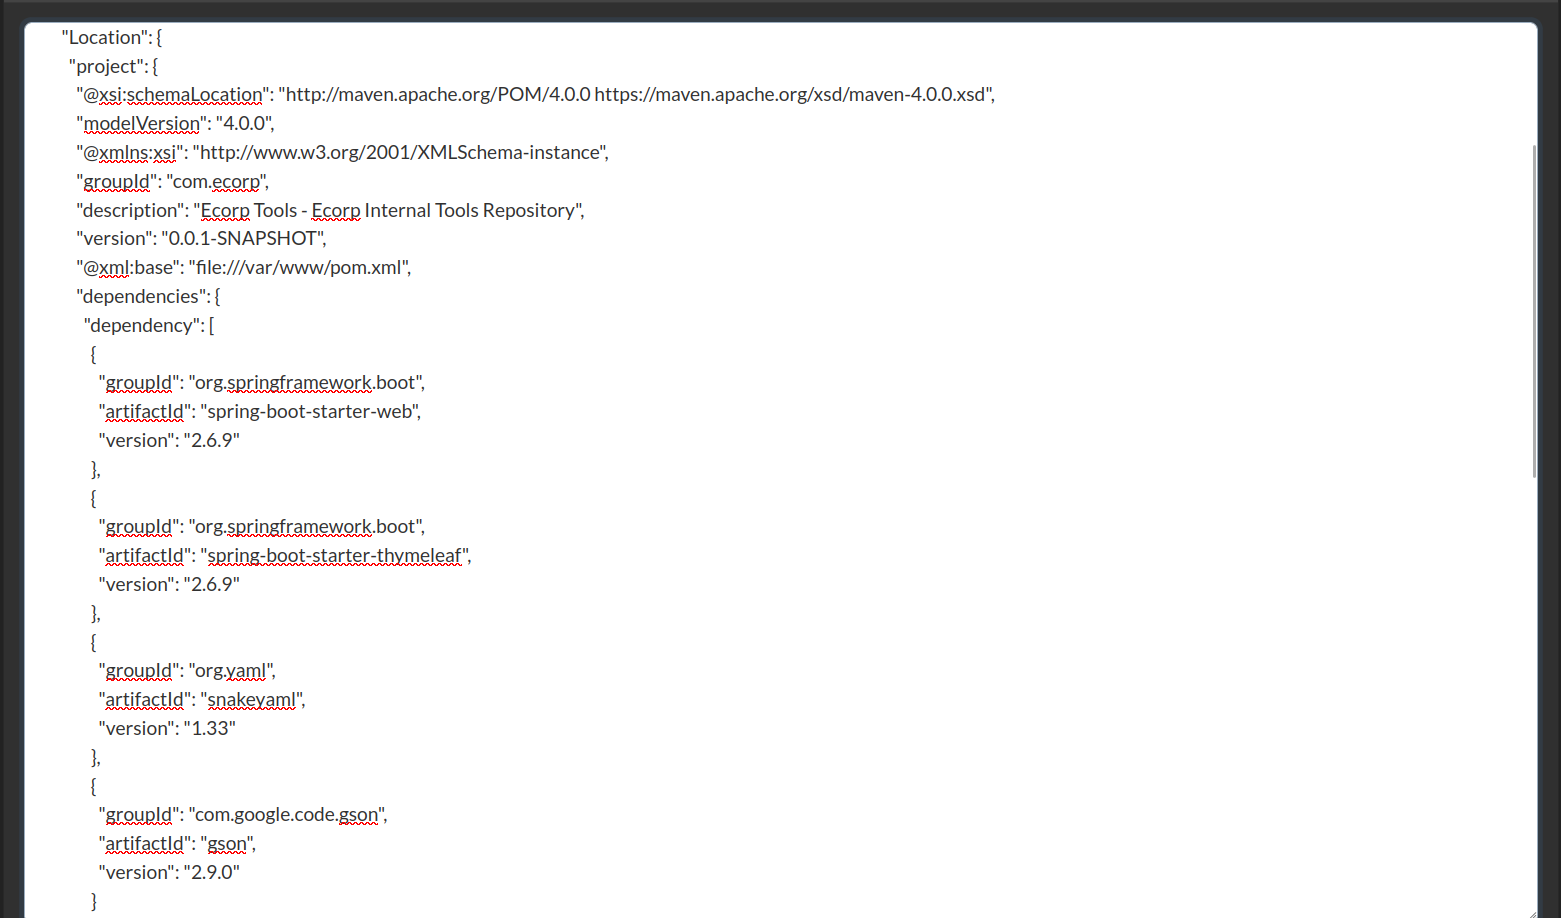 "Location": {
"project": {
"@xsi:schemaLocation": "http://maven.apache.org/POM/4.0.0 https://maven.apache.org/xsd/maven-4.0.0.xsd",
"modelVersion": "4.0.0",
"@xmlns:xsi": "http://www.w3.org/2001/XMLSchema-instance",
"groupId": "com.ecorp",
"description": "Ecorp Tools - Ecorp Internal Tools Repository",
"version": "0.0.1-SNAPSHOT",
"@xml:base": "file:///var/www/pom.xml",
"dependencies": {
"dependency": [
{
"groupId": "org.springframework.boot",
"artifactId": "spring-boot-starter-web",
"version": "2.6.9"
},
{
"groupId": "org.springframework.boot",
"artifactId": "spring-boot-starter-thymeleaf",
"version": "2.6.9"
},
{
"groupId": "org.yaml",
"artifactId": "snakeyaml",
"version": "1.33"
},
{
"groupId": "com.google.code.gson",
"artifactId": "gson",
"version": "2.9.0"
}